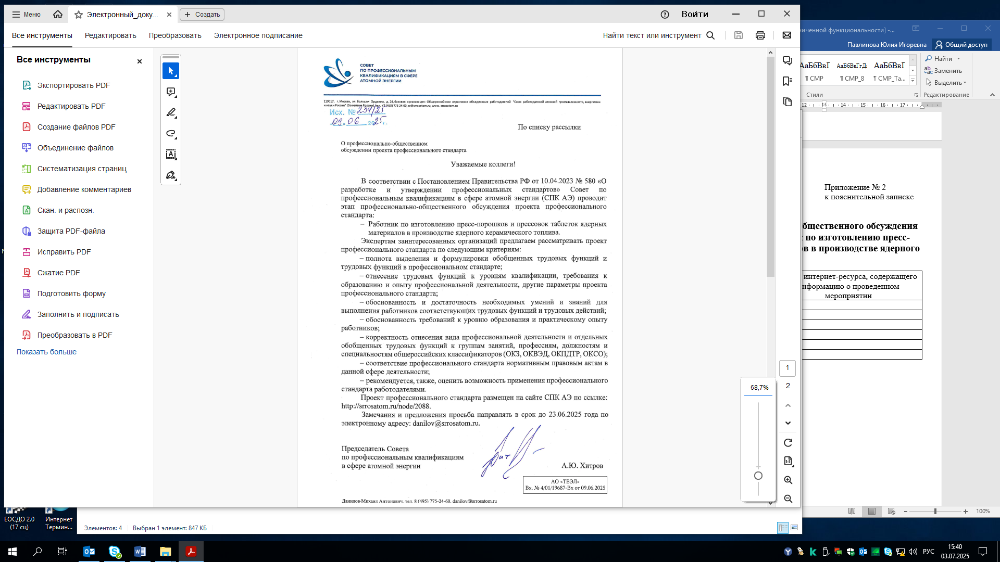 Меню
Электронный_доку...
Создать
Войти
Все инструменты
Редактировать
Преобразовать
Электронное подписание
Найти текст или инструмент
Все инструменты
Экспортировать PDF
Редактировать PDF
Создание файлов PDF
Объединение файлов
Систематизация страниц
Добавление комментариев
Скан. и распозн.
Защита PDF-файла
Исправить PDF
Сжатие PDF
Подготовить форму
Заполнить и подписать
Преобразовать в PDF
Показать больше
СОВЕТ
ПО ПРОФЕССИОНАЛЬНЫМ
КВАЛИФИКАЦИЯМ В СФЕРЕ
АТОМНОЙ ЭНЕРГИИ
119017, г. Москва, ул. Большая Ордынка, д. 24, базовая организация: Общероссийское отраслевое объединение работодателей "Союз работодателей атомной промышленности, энергетики
и науки России" (СоюзАтом России), тел. +7 (495) 775 24 60, sr@srrosatom.ru, www. srrosatom.ru
Исх. № 234/25
«09» 06 2025 г.
По списку рассылки
О профессионально-общественном
обсуждении проекта профессионального стандарта
Уважаемые коллеги!
В соответствии с Постановлением Правительства РФ от 10.04.2023 № 580 «О
разработке и утверждении профессиональных стандартов» Совет по
профессиональным квалификациям в сфере атомной энергии (СПК АЭ) проводит
этап профессионально-общественного обсуждения проекта профессионального
стандарта:
– Работник по изготовлению пресс-порошков и прессовок таблеток ядерных
материалов в производстве ядерного керамического топлива.
Экспертам заинтересованных организаций предлагаем рассматривать проект
профессионального стандарта по следующим критериям:
– полнота выделения и формулировки обобщенных трудовых функций и
трудовых функций в профессиональном стандарте;
– отнесение трудовых функций к уровням квалификации, требования к
образованию и опыту профессиональной деятельности, другие параметры проекта
профессионального стандарта;
– обоснованность и достаточность необходимых умений и знаний для
выполнения работников соответствующих трудовых функций и трудовых действий;
– обоснованность требований к уровню образования и практическому опыту
работников;
– корректность отнесения вида профессиональной деятельности и отдельных
обобщенных трудовых функций к группам занятий, профессиям, должностям и
специальностям общероссийских классификаторов (ОКЗ, ОКВЭД, ОКПДТР, ОКСО);
– соответствие профессионального стандарта нормативным правовым актам в
данной сфере деятельности;
– рекомендуется, также, оценить возможность применения профессионального
стандарта работодателями.
Проект профессионального стандарта размещен на сайте СПК АЭ по ссылке:
http://srrosatom.ru/node/2088.
Замечания и предложения просьба направлять в срок до 23.06.2025 года по
электронному адресу: danilov@srrosatom.ru.
Председатель Совета
по профессиональным квалификациям
в сфере атомной энергии
А.Ю. Хитров
АО «ТВЭЛ»
Вх. № 4/01/19687-Вх от 09.06.2025
Данилов Михаил Антонович, тел. 8 (495) 775-24-60, danilov@srrosatom.ru
68,7%
1
2
ниченной функциональности] -...
Павлинова Юлия Игоревна
Общий доступ
АаБбВвІ
АаБбВвГгДд
АаБбВвІ
¶ СМР
¶ СМР_8
¶ СМР_Та...
Стили
Найти
Заменить
Выделить
Редактирование
12 13 14 15 16 17
Приложение № 2
к пояснительной записке
бщественного обсуждения
по изготовлению пресс-
ов в производстве ядерного
интернет-ресурса, содержащего
нформацию о проведенном
мероприятии
100%
ЕОСДО 2.0
(17 сц)
Интернет
Термин...
Элементов: 4
Выбран 1 элемент: 847 КБ
РУС
15:40
03.07.2025